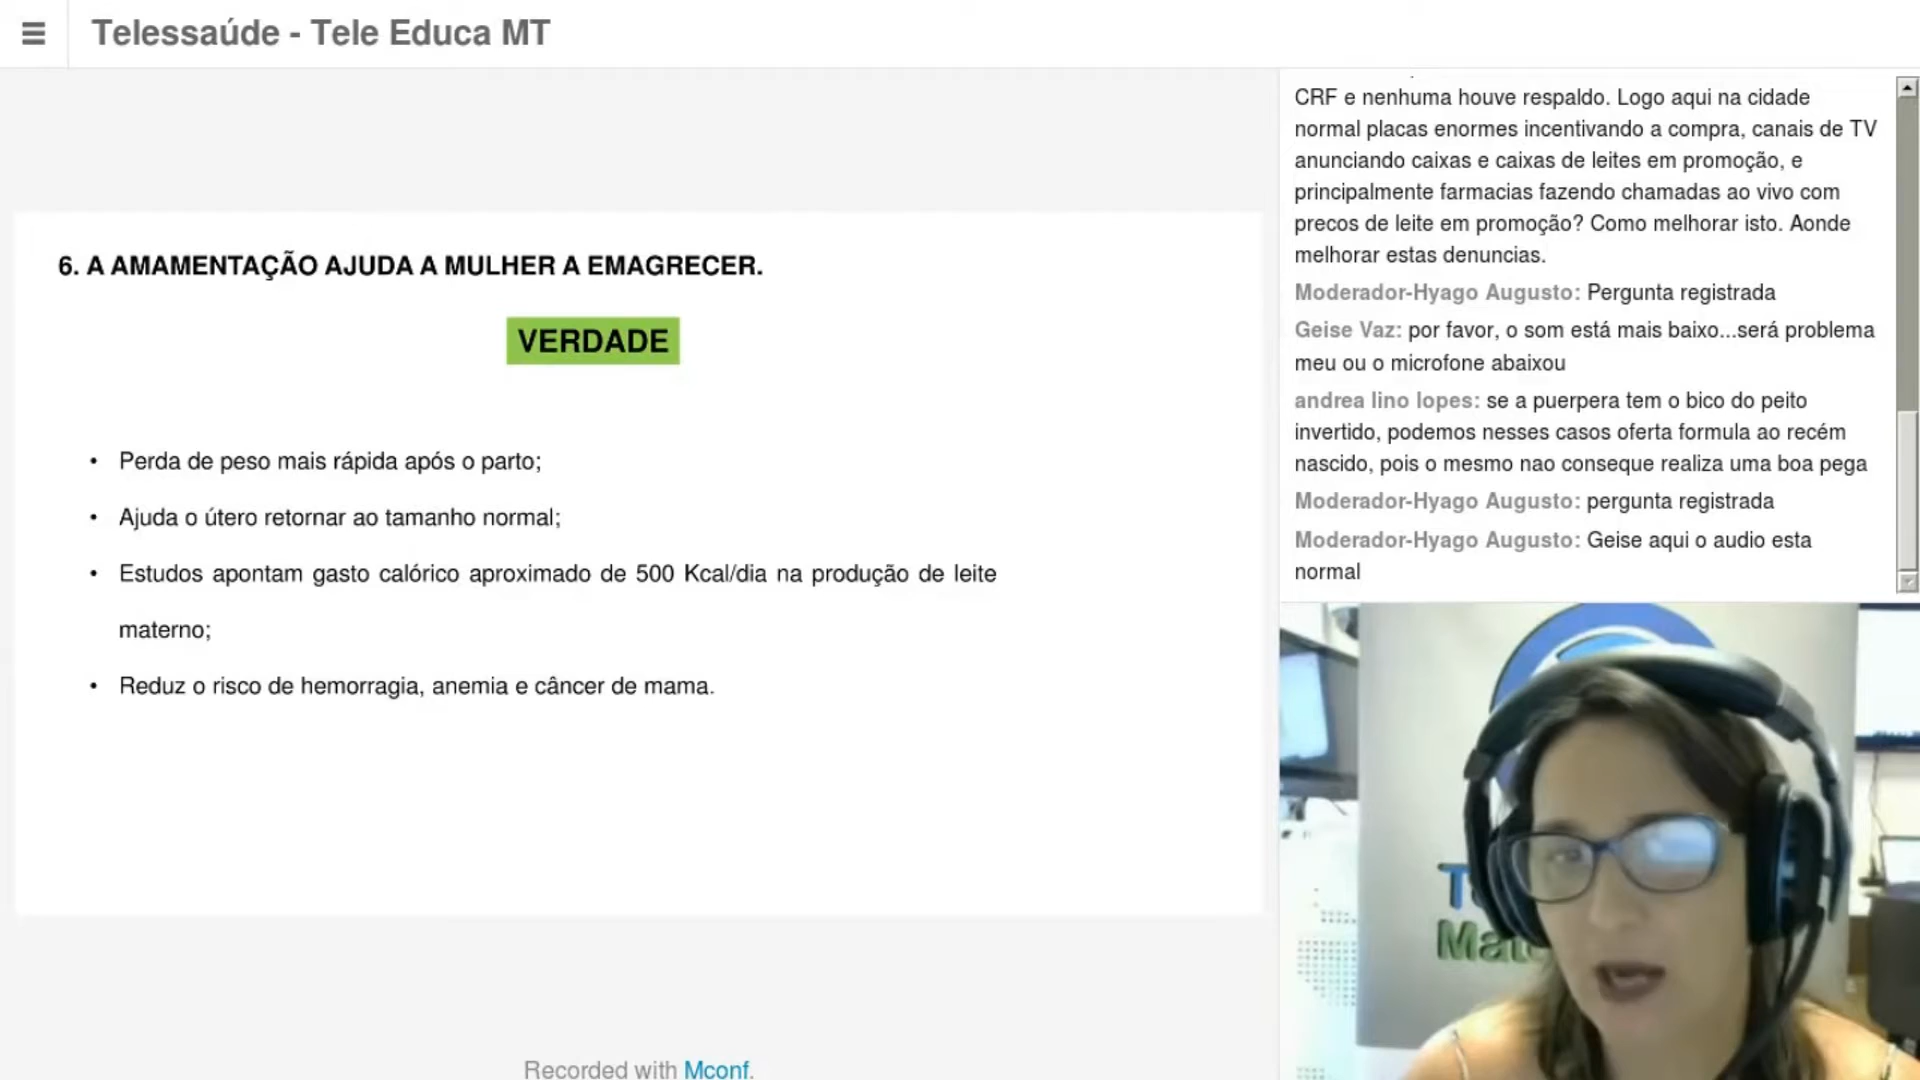 Telessaúde - Tele Educa MT
6. A AMAMENTAÇÃO AJUDA A MULHER A EMAGRECER.
VERDADE
• Perda de peso mais rápida após o parto;
• Ajuda o útero retornar ao tamanho normal;
• Estudos apontam gasto calórico aproximado de 500 Kcal/dia na produção de leite
materno;
• Reduz o risco de hemorragia, anemia e câncer de mama.
Recorded with Mconf.
CRF e nenhuma houve respaldo. Logo aqui na cidade
normal placas enormes incentivando a compra, canais de TV
anunciando caixas e caixas de leites em promoção, e
principalmente farmacias fazendo chamadas ao vivo com
precos de leite em promoção? Como melhorar isto. Aonde
melhorar estas denuncias.
Moderador-Hyago Augusto: Pergunta registrada
Geise Vaz: por favor, o som está mais baixo...será problema
meu ou o microfone abaixou
andrea lino lopes: se a puerpera tem o bico do peito
invertido, podemos nesses casos oferta formula ao recém
nascido, pois o mesmo nao conseque realiza uma boa pega
Moderador-Hyago Augusto: pergunta registrada
Moderador-Hyago Augusto: Geise aqui o audio esta
normal